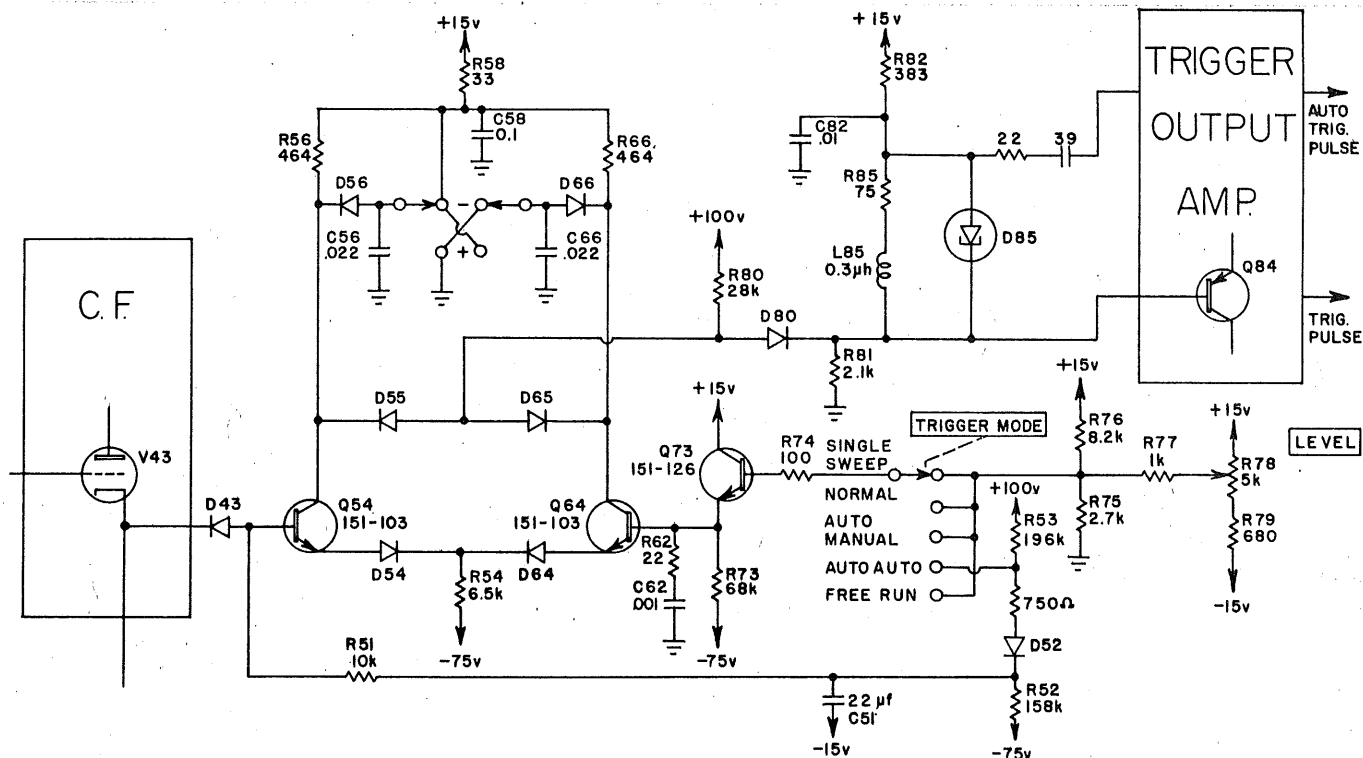 +15v
R58
33
C58
0.1
R56
464
R66
464
D56
D66
-
+
C56
.022
C66
.022
C.F.
V43
D43
D55
D65
Q54
151-103
Q64
151-103
D54
D64
R54
6.5k
-75v
R51
10k
+100v
R80
28k
D80
R81
2.1k
+15v
R82
383
C82
.01
R85
75
L85
0.3µh
D85
22
39
TRIGGER
OUTPUT
AMP.
Q84
AUTO
TRIG.
PULSE
TRIG.
PULSE
+15v
Q73
151-126
R74
100
R62
22
C62
.001
R73
68k
-75v
TRIGGER MODE
SINGLE
SWEEP
NORMAL
AUTO
MANUAL
AUTO AUTO
FREE RUN
+100v
R53
196k
750Ω
D52
R52
158k
-75v
22 µf
C51
-15v
+15v
R76
8.2k
R75
2.7k
R77
1k
+15v
R78
5k
R79
680
-15v
LEVEL